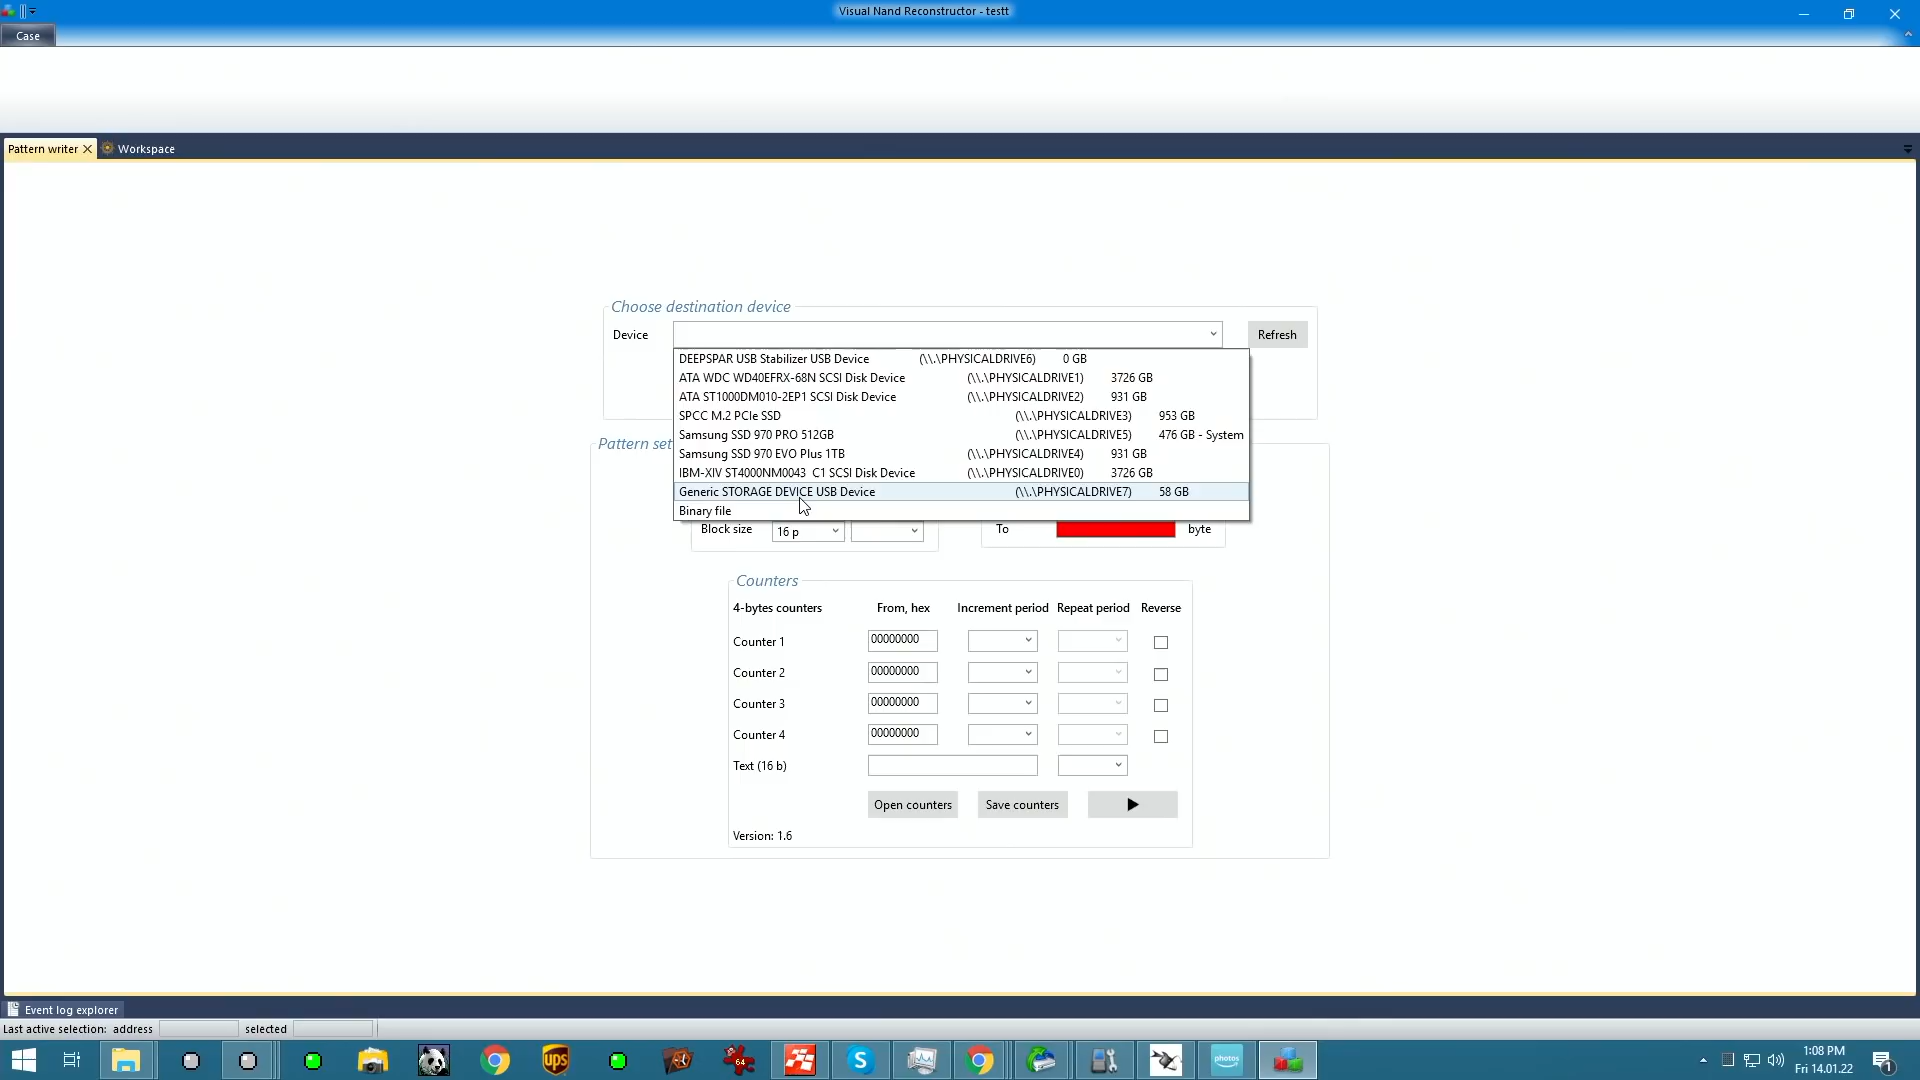 Visual Nand Reconstructor - testt
Case
Pattern writer
Workspace
Choose destination device
Device
Refresh
DEEPSPAR USB Stabilizer USB Device (\\.\PHYSICALDRIVE6) 0 GB
ATA WDC WD40EFRX-68N SCSI Disk Device (\\.\PHYSICALDRIVE1) 3726 GB
ATA ST1000DM010-2EP1 SCSI Disk Device (\\.\PHYSICALDRIVE2) 931 GB
SPCC M.2 PCIe SSD (\\.\PHYSICALDRIVE3) 953 GB
Samsung SSD 970 PRO 512GB (\\.\PHYSICALDRIVE5) 476 GB - System
Pattern set
Samsung SSD 970 EVO Plus 1TB (\\.\PHYSICALDRIVE4) 931 GB
IBM-XIV ST4000NM0043 C1 SCSI Disk Device (\\.\PHYSICALDRIVE0) 3726 GB
Generic STORAGE DEVICE USB Device (\\.\PHYSICALDRIVE7) 58 GB
Binary file
Block size 16 p To byte
Counters
4-bytes counters From, hex Increment period Repeat period Reverse
Counter 1 00000000
Counter 2 00000000
Counter 3 00000000
Counter 4 00000000
Text (16 b)
Open counters Save counters
Version: 1.6
Event log explorer
Last active selection: address selected
ups
64
photos
1:08 PM
Fri 14.01.22
1